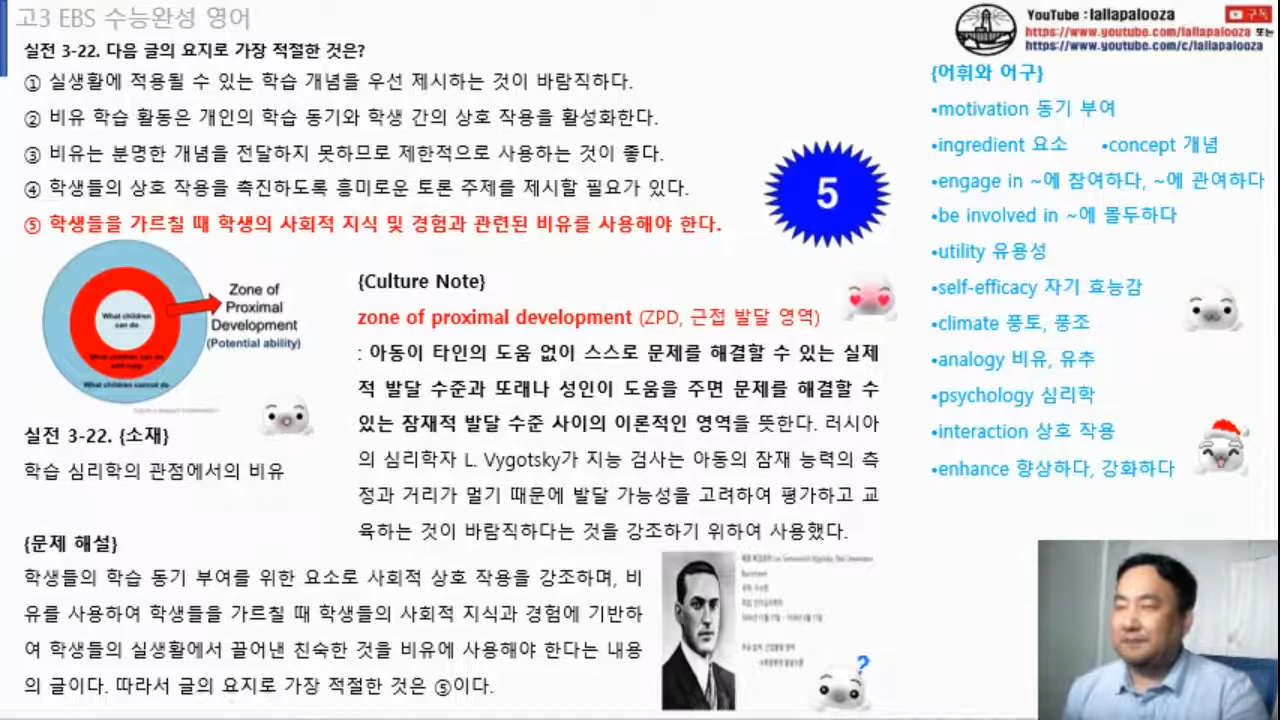 고3 EBS 수능완성 영어
실전 3-22. 다음 글의 요지로 가장 적절한 것은?
① 실생활에 적용될 수 있는 학습 개념을 우선 제시하는 것이 바람직하다.
② 비유 학습 활동은 개인의 학습 동기와 학생 간의 상호 작용을 활성화한다.
③ 비유는 분명한 개념을 전달하지 못하므로 제한적으로 사용하는 것이 좋다.
④ 학생들의 상호 작용을 촉진하도록 흥미로운 토론 주제를 제시할 필요가 있다.
⑤ 학생들을 가르칠 때 학생의 사회적 지식 및 경험과 관련된 비유를 사용해야 한다.
5
What children
can do
What children can do
with help
What children cannot do
Zone of
Proximal
Development
(Potential ability)
실전 3-22. {소재}
학습 심리학의 관점에서의 비유
{Culture Note}
zone of proximal development (ZPD, 근접 발달 영역)
: 아동이 타인의 도움 없이 스스로 문제를 해결할 수 있는 실제
적 발달 수준과 또래나 성인이 도움을 주면 문제를 해결할 수
있는 잠재적 발달 수준 사이의 이론적인 영역을 뜻한다. 러시아
의 심리학자 L. Vygotsky가 지능 검사는 아동의 잠재 능력의 측
정과 거리가 멀기 때문에 발달 가능성을 고려하여 평가하고 교
육하는 것이 바람직하다는 것을 강조하기 위하여 사용했다.
{문제 해설}
학생들의 학습 동기 부여를 위한 요소로 사회적 상호 작용을 강조하며, 비
유를 사용하여 학생들을 가르칠 때 학생들의 사회적 지식과 경험에 기반하
여 학생들의 실생활에서 끌어낸 친숙한 것을 비유에 사용해야 한다는 내용
의 글이다. 따라서 글의 요지로 가장 적절한 것은 ⑤이다.
YouTube : lallapalooza
구독
https://www.youtube.com/lallapalooza 또는
https://www.youtube.com/c/lallapalooza
{어휘와 어구}
•motivation 동기 부여
•ingredient 요소 •concept 개념
•engage in ~에 참여하다, ~에 관여하다
•be involved in ~에 몰두하다
•utility 유용성
•self-efficacy 자기 효능감
•climate 풍토, 풍조
•analogy 비유, 유추
•psychology 심리학
•interaction 상호 작용
•enhance 향상하다, 강화하다